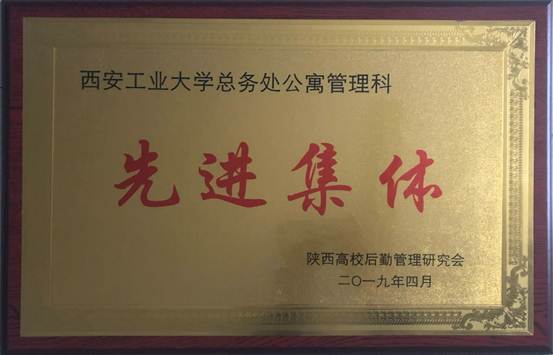 西安工业大学总务处公寓管理科
先进集体
陕西高校后勤管理研究会
二〇一九年四月